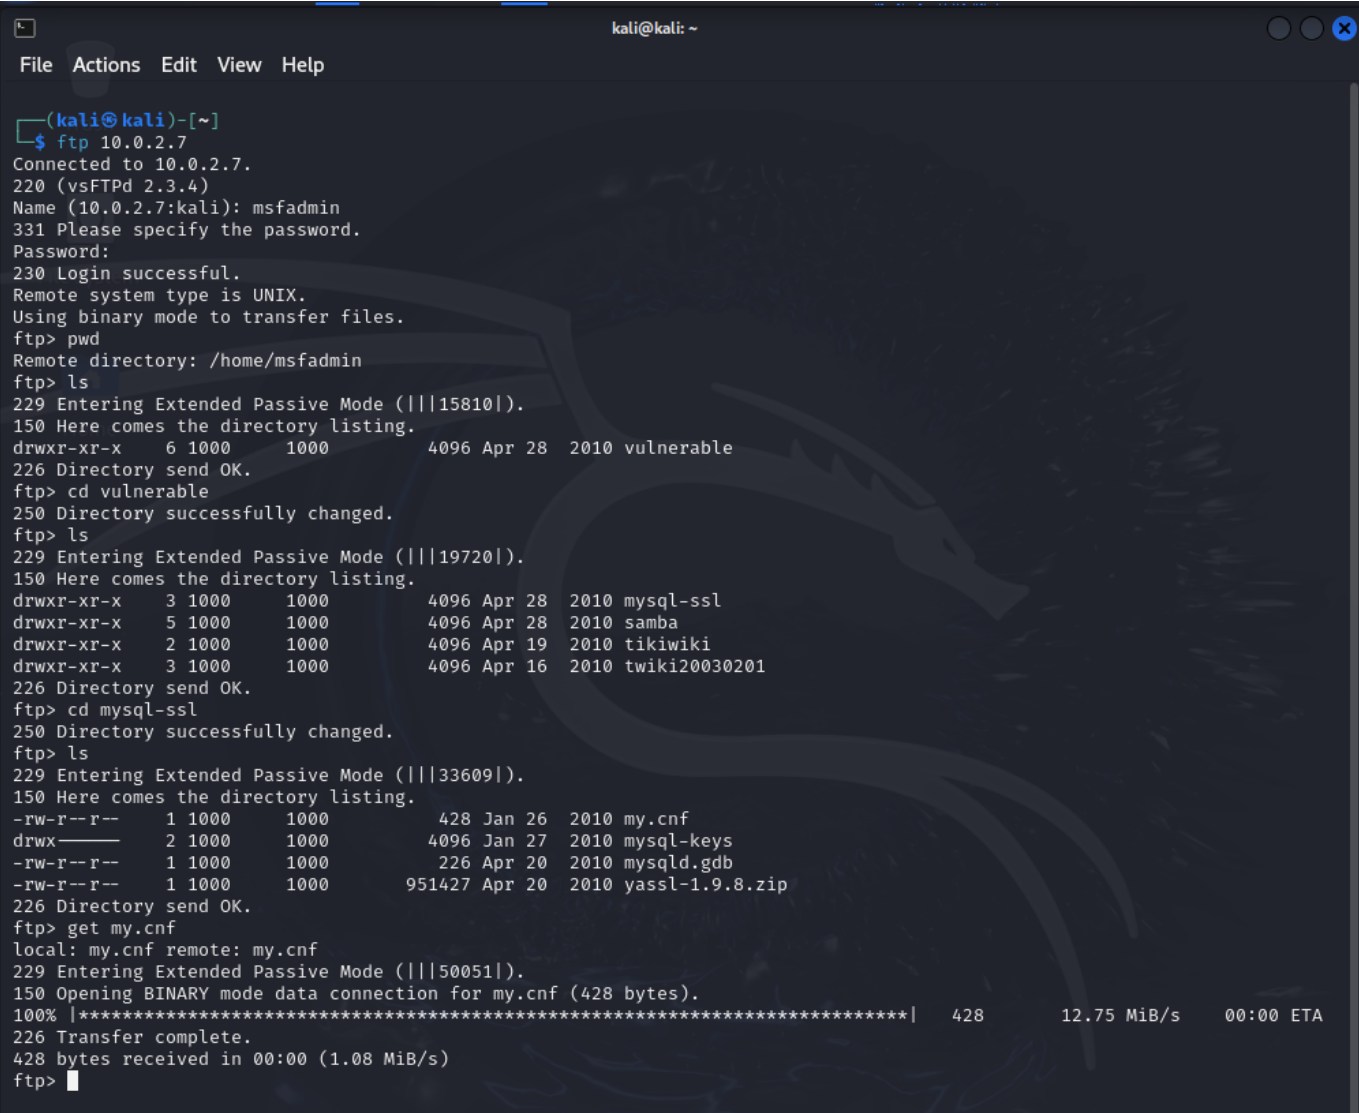 kali@kali: ~
File Actions Edit View Help
┌──(kali㉿kali)-[~]
└─$ ftp 10.0.2.7
Connected to 10.0.2.7.
220 (vsFTPd 2.3.4)
Name (10.0.2.7:kali): msfadmin
331 Please specify the password.
Password:
230 Login successful.
Remote system type is UNIX.
Using binary mode to transfer files.
ftp> pwd
Remote directory: /home/msfadmin
ftp> ls
229 Entering Extended Passive Mode (|||15810|).
150 Here comes the directory listing.
drwxr-xr-x    6 1000     1000         4096 Apr 28  2010 vulnerable
226 Directory send OK.
ftp> cd vulnerable
250 Directory successfully changed.
ftp> ls
229 Entering Extended Passive Mode (|||19720|).
150 Here comes the directory listing.
drwxr-xr-x    3 1000     1000         4096 Apr 28  2010 mysql-ssl
drwxr-xr-x    5 1000     1000         4096 Apr 28  2010 samba
drwxr-xr-x    2 1000     1000         4096 Apr 19  2010 tikiwiki
drwxr-xr-x    3 1000     1000         4096 Apr 16  2010 twiki20030201
226 Directory send OK.
ftp> cd mysql-ssl
250 Directory successfully changed.
ftp> ls
229 Entering Extended Passive Mode (|||33609|).
150 Here comes the directory listing.
-rw-r--r--    1 1000     1000          428 Jan 26  2010 my.cnf
drwx------    2 1000     1000         4096 Jan 27  2010 mysql-keys
-rw-r--r--    1 1000     1000          226 Apr 20  2010 mysqld.gdb
-rw-r--r--    1 1000     1000       951427 Apr 20  2010 yassl-1.9.8.zip
226 Directory send OK.
ftp> get my.cnf
local: my.cnf remote: my.cnf
229 Entering Extended Passive Mode (|||50051|).
150 Opening BINARY mode data connection for my.cnf (428 bytes).
100% |****************************************************************************|   428       12.75 MiB/s    00:00 ETA
226 Transfer complete.
428 bytes received in 00:00 (1.08 MiB/s)
ftp>